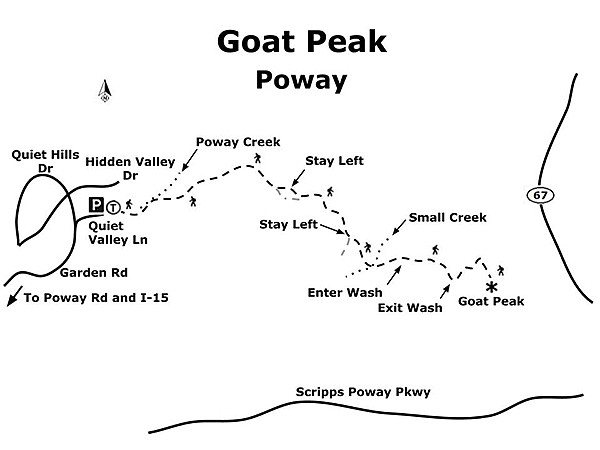 Goat Peak
Poway
Poway Creek
Quiet Hills
Dr
Hidden Valley
Dr
Stay Left
P
T
67
Quiet
Valley Ln
Stay Left
Small Creek
Garden Rd
To Poway Rd and I-15
Enter Wash
Exit Wash
Goat Peak
Scripps Poway Pkwy